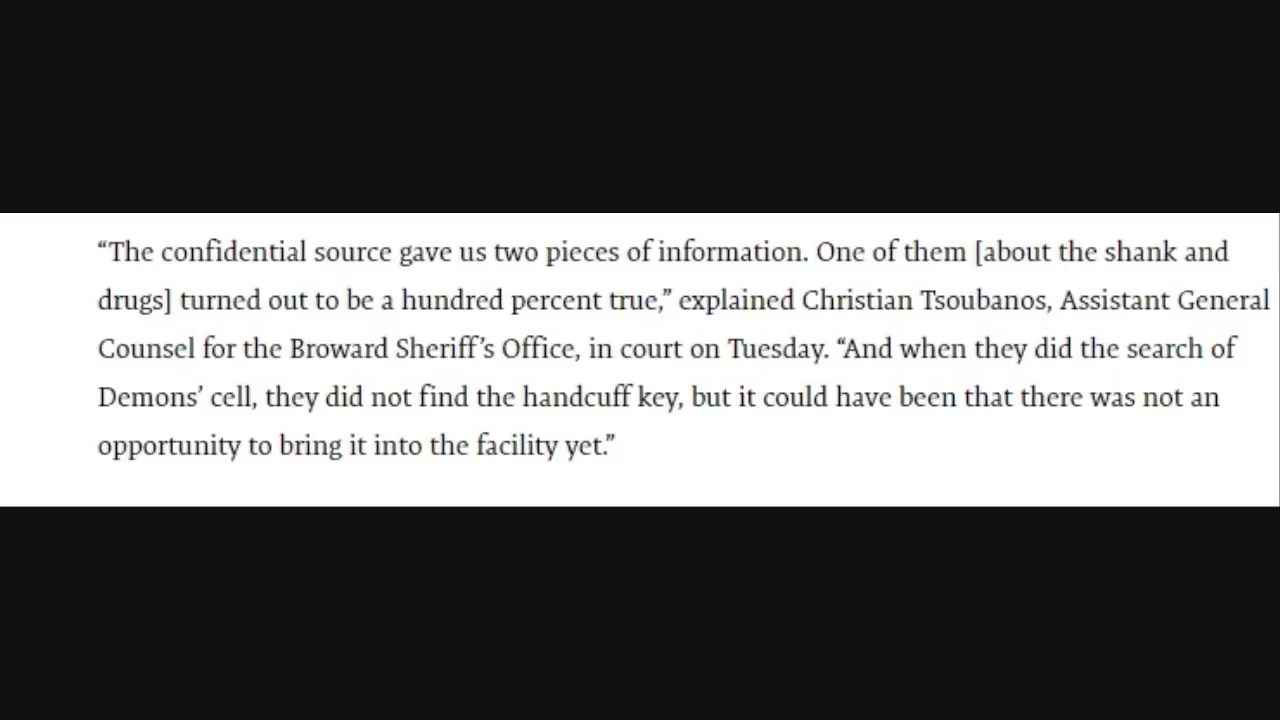 “The confidential source gave us two pieces of information. One of them [about the shank and
drugs] turned out to be a hundred percent true,” explained Christian Tsoubanos, Assistant General
Counsel for the Broward Sheriff’s Office, in court on Tuesday. “And when they did the search of
Demons’ cell, they did not find the handcuff key, but it could have been that there was not an
opportunity to bring it into the facility yet.”